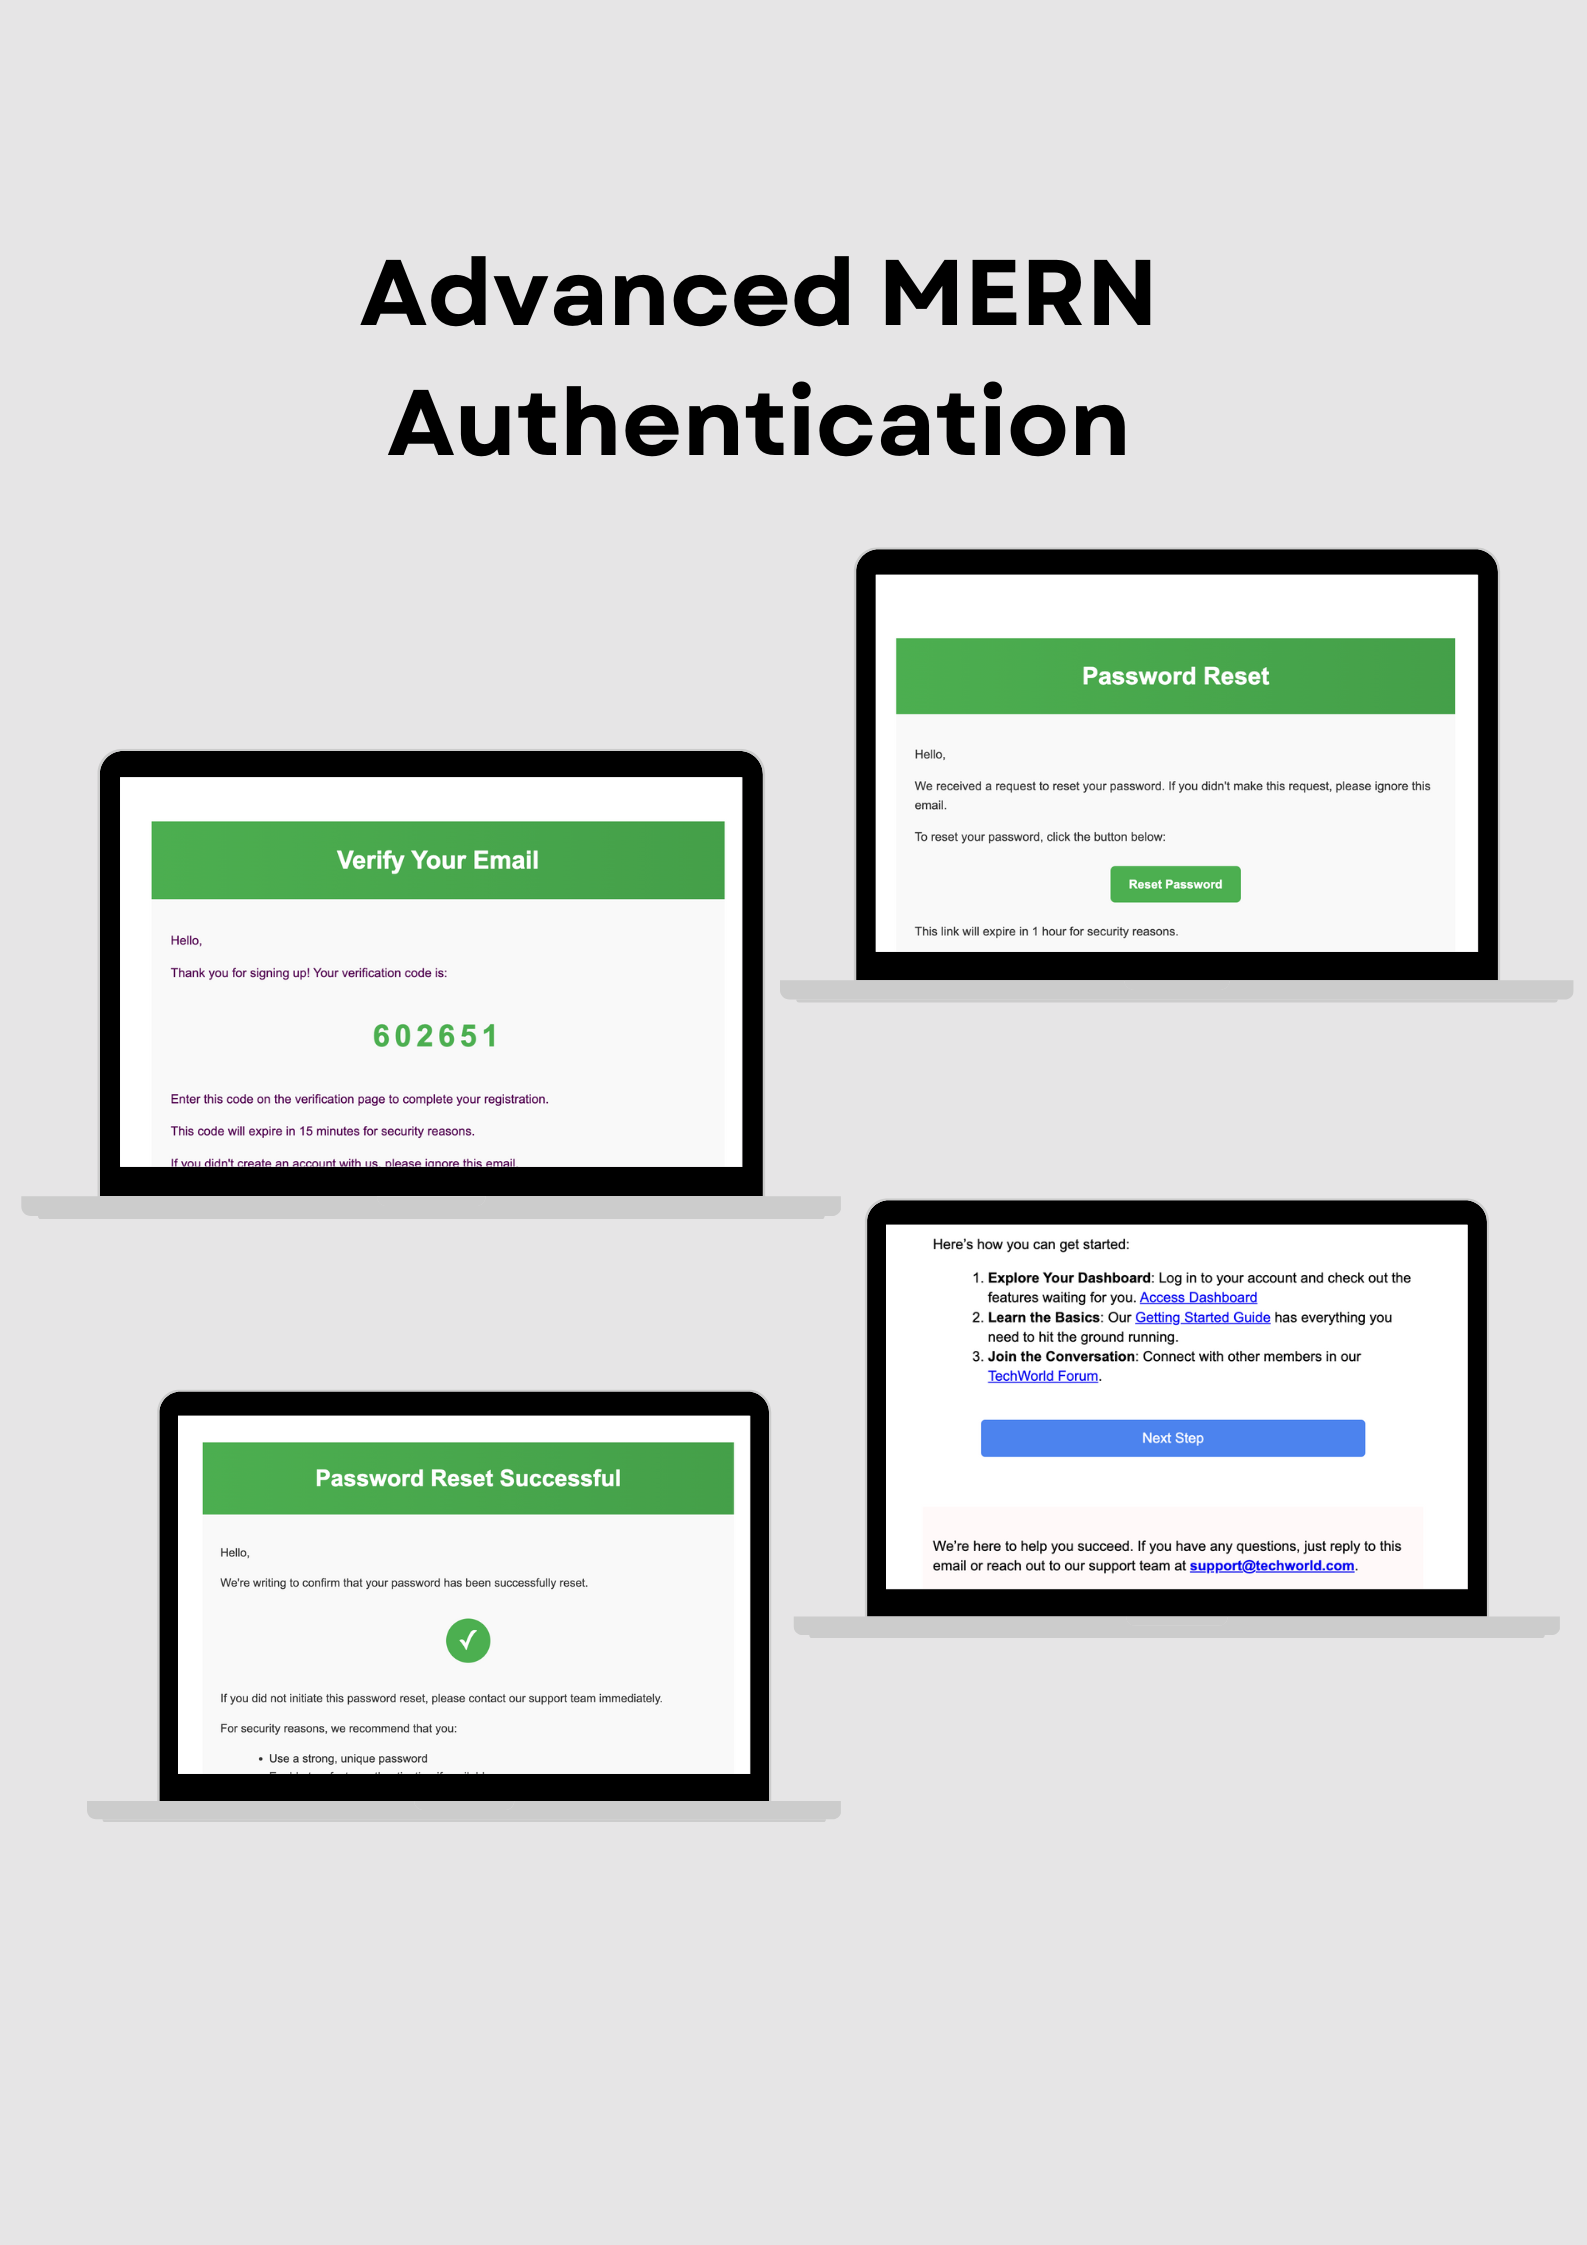 Advanced MERN
Authentication
Password Reset
Hello,
We received a request to reset your password. If you didn't make this request, please ignore this
email.
To reset your password, click the button below:
Reset Password
This link will expire in 1 hour for security reasons.
Verify Your Email
Hello,
Thank you for signing up! Your verification code is:
602651
Enter this code on the verification page to complete your registration.
This code will expire in 15 minutes for security reasons.
If you didn't create an account with us, please ignore this email
Here's how you can get started:
1. Explore Your Dashboard: Log in to your account and check out the
features waiting for you. Access Dashboard
2. Learn the Basics: Our Getting Started Guide has everything you
need to hit the ground running.
3. Join the Conversation: Connect with other members in our
TechWorld Forum.
Next Step
We're here to help you succeed. If you have any questions, just reply to this
email or reach out to our support team at support@techworld.com.
Password Reset Successful
Hello,
We're writing to confirm that your password has been successfully reset.
✓
If you did not initiate this password reset, please contact our support team immediately.
For security reasons, we recommend that you:
• Use a strong, unique password